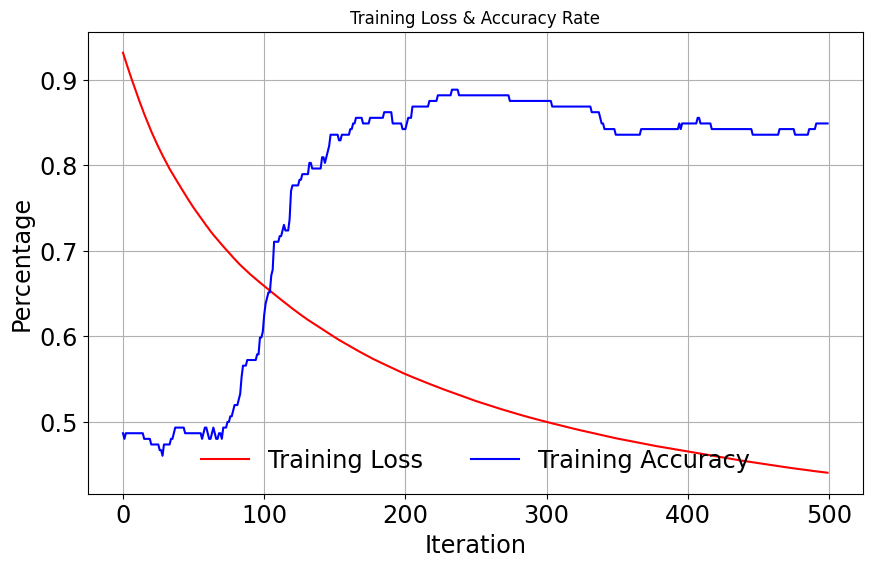 Training Loss & Accuracy Rate
0.9
0.8
0.7
0.6
0.5
Percentage
Training Loss
Training Accuracy
0
100
200
300
400
500
Iteration